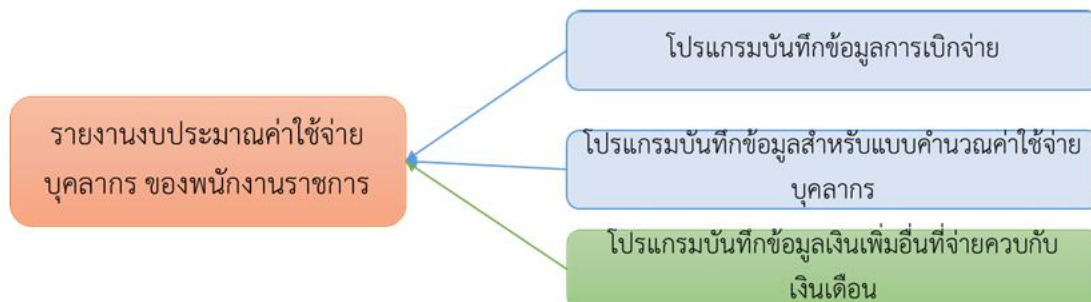 รายงานงบประมาณค่าใช้จ่าย
บุคลากร ของพนักงานราชการ
โปรแกรมบันทึกข้อมูลการเบิกจ่าย
โปรแกรมบันทึกข้อมูลสำหรับแบบคำนวณค่าใช้จ่าย
บุคลากร
โปรแกรมบันทึกข้อมูลเงินเพิ่มอื่นที่จ่ายควบกับ
เงินเดือน